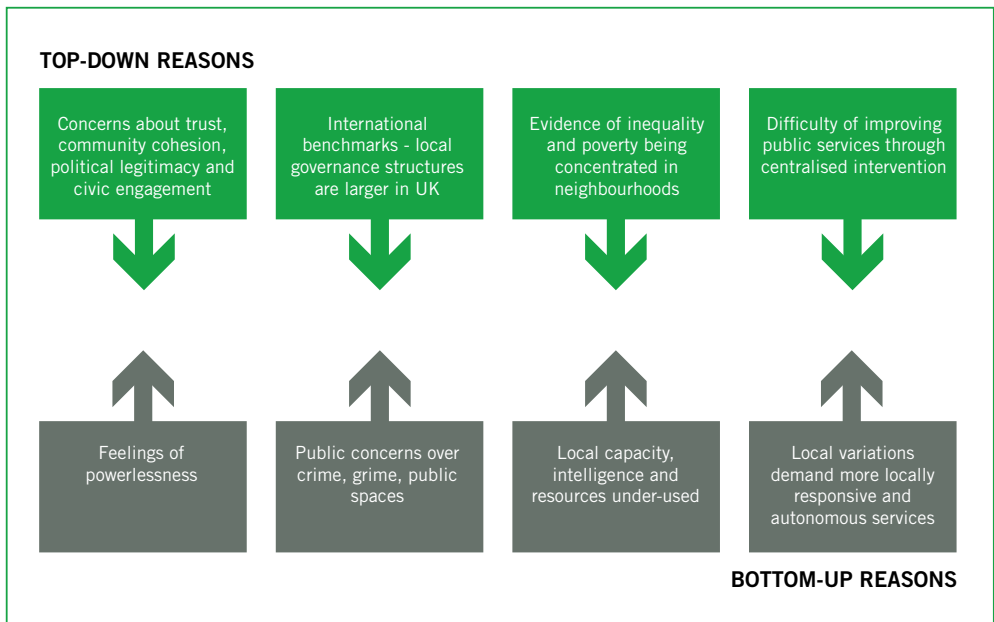 TOP-DOWN REASONS
Concerns about trust,
community cohesion,
political legitimacy and
civic engagement
International
benchmarks - local
governance structures
are larger in UK
Evidence of inequality
and poverty being
concentrated in
neighbourhoods
Difficulty of improving
public services through
centralised intervention
Feelings of
powerlessness
Public concerns over
crime, grime, public
spaces
Local capacity,
intelligence and
resources under-used
Local variations
demand more locally
responsive and
autonomous services
BOTTOM-UP REASONS